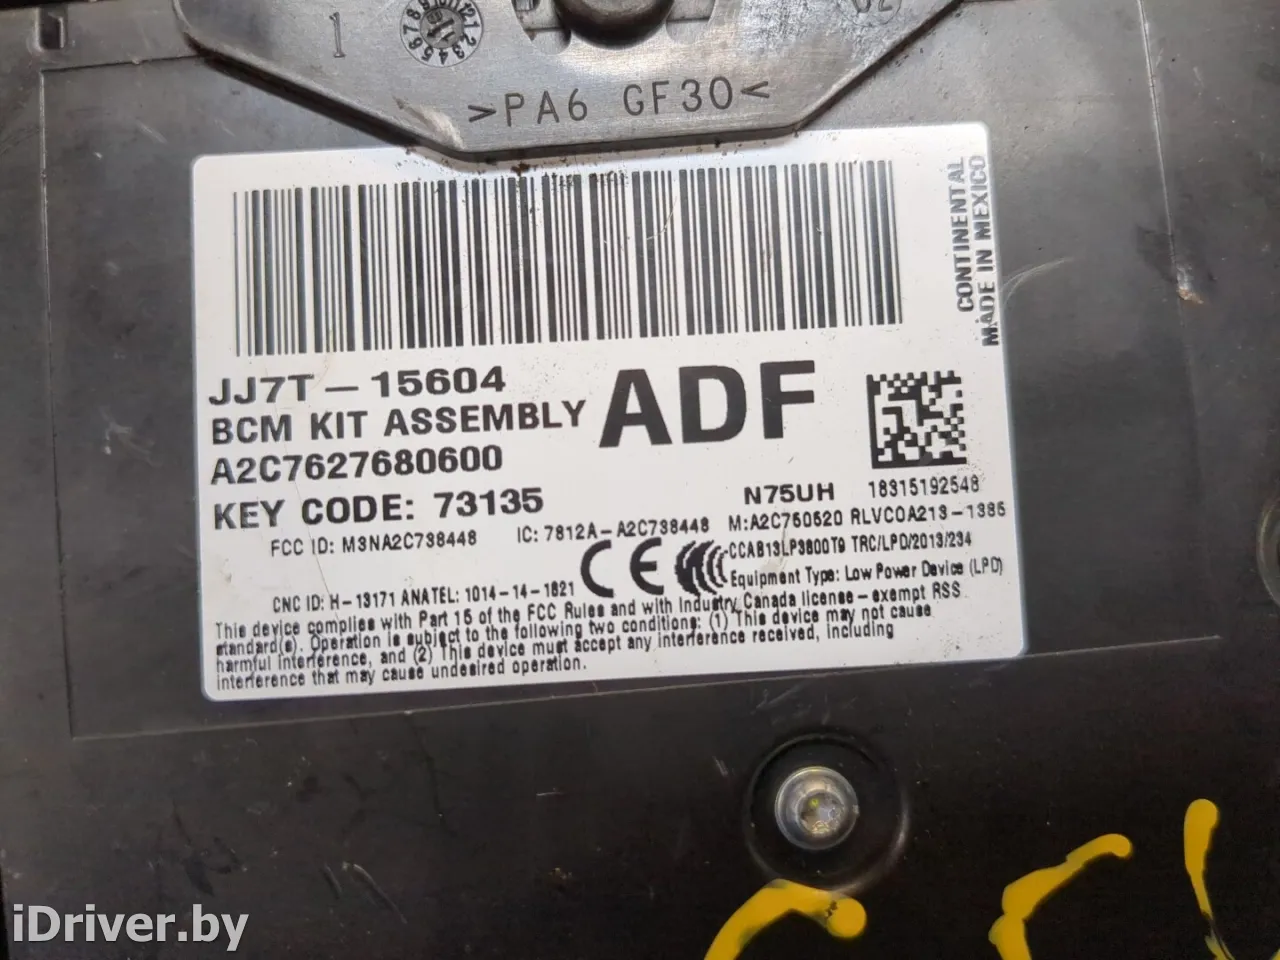 1
>PA6 GF30<
CONTINENTAL
MADE IN MEXICO
JJ7T-15604
BCM KIT ASSEMBLY
ADF
A2C7627680600
KEY CODE: 73135
N75UH 18315192548
FCC ID: M3NA2C738448 IC: 7812A-A2C738448 M:A2C750520 RLVCOA213-1385
CE CCAB13LP3800T9 TRC/LPD/2013/234
Equipment Type: Low Power Device (LPD)
CNC ID: H-13171 ANATEL: 1014-14-1821
This device complies with Part 15 of the FCC Rules and with Industry Canada license-exempt RSS
standard(s). Operation is subject to the following two conditions: (1) This device may not cause
harmful interference, and (2) This device must accept any interference received, including
interference that may cause undesired operation.
iDriver.by